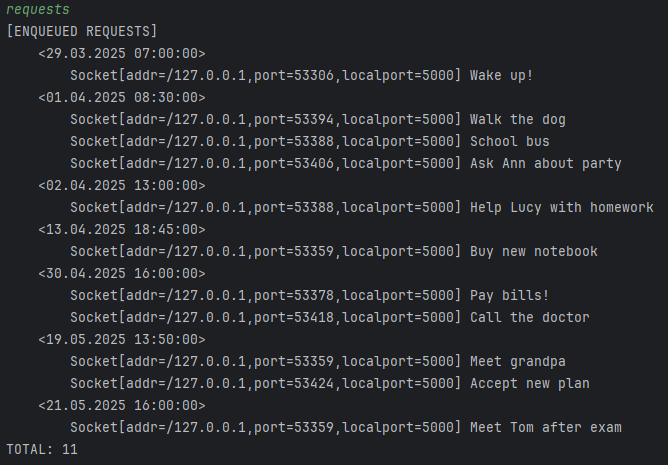 requests
[ENQUEUED REQUESTS]
<29.03.2025 07:00:00>
Socket[addr=/127.0.0.1,port=53306,localport=5000] Wake up!
<01.04.2025 08:30:00>
Socket[addr=/127.0.0.1,port=53394,localport=5000] Walk the dog
Socket[addr=/127.0.0.1,port=53388,localport=5000] School bus
Socket[addr=/127.0.0.1,port=53406,localport=5000] Ask Ann about party
<02.04.2025 13:00:00>
Socket[addr=/127.0.0.1,port=53388,localport=5000] Help Lucy with homework
<13.04.2025 18:45:00>
Socket[addr=/127.0.0.1,port=53359,localport=5000] Buy new notebook
<30.04.2025 16:00:00>
Socket[addr=/127.0.0.1,port=53378,localport=5000] Pay bills!
Socket[addr=/127.0.0.1,port=53418,localport=5000] Call the doctor
<19.05.2025 13:50:00>
Socket[addr=/127.0.0.1,port=53359,localport=5000] Meet grandpa
Socket[addr=/127.0.0.1,port=53424,localport=5000] Accept new plan
<21.05.2025 16:00:00>
Socket[addr=/127.0.0.1,port=53359,localport=5000] Meet Tom after exam
TOTAL: 11